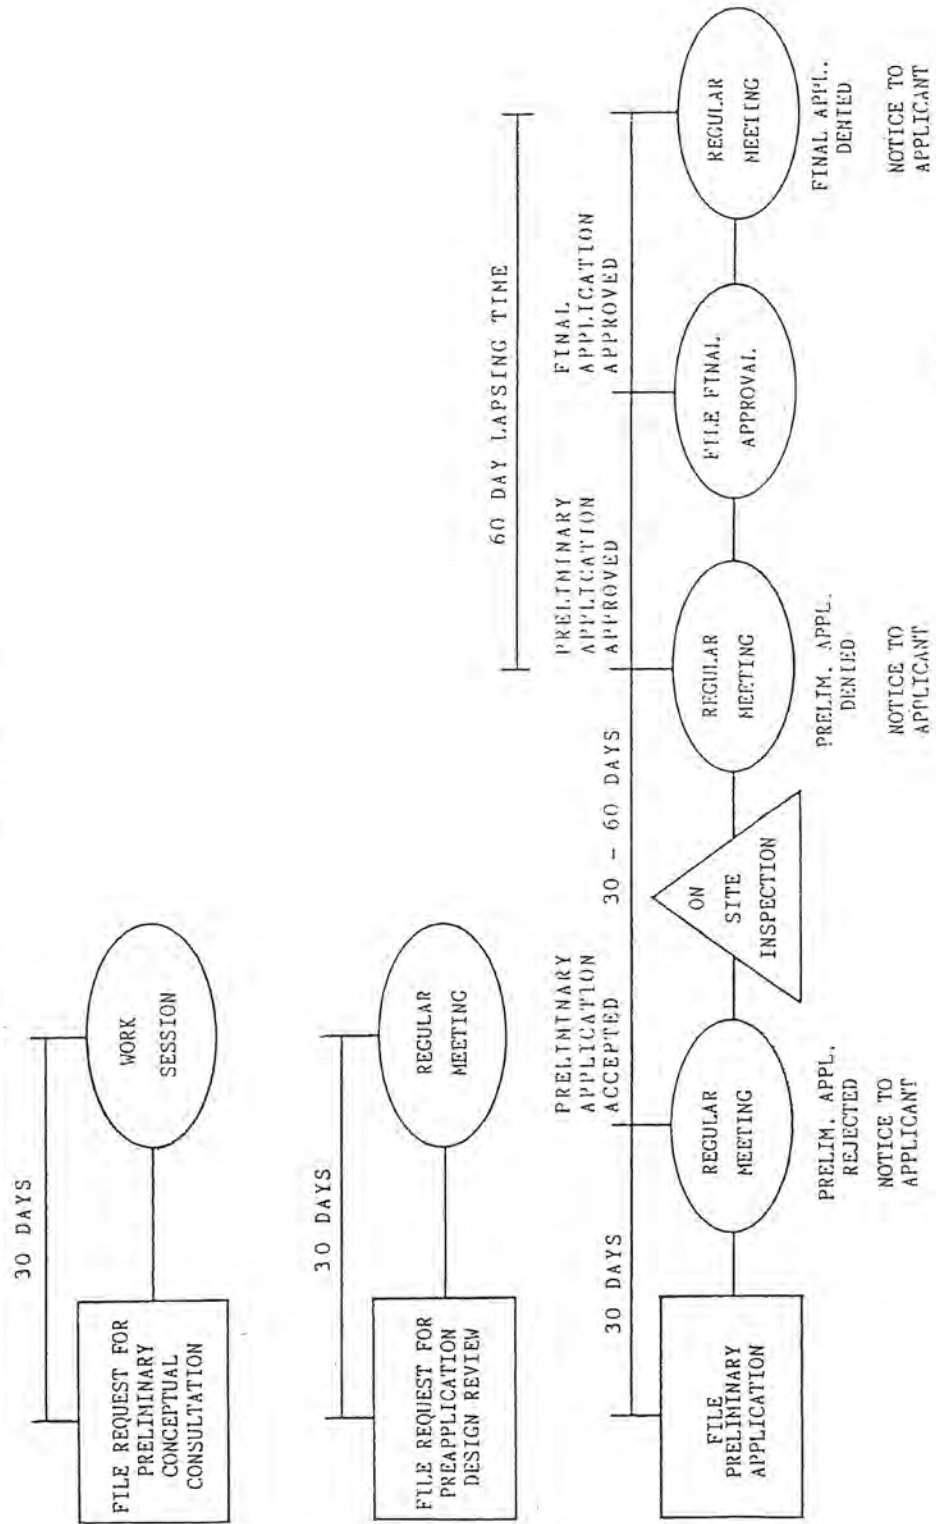 30 DAYS
FILE REQUEST FOR
PRELIMINARY
CONCEPTUAL
CONSULTATION
WORK
SESSION
30 DAYS
FILE REQUEST FOR
PREAPPLICATION
DESIGN REVIEW
REGULAR
MEETING
60 DAY LAPSING TIME
PRELIMINARY
APPLICATION
ACCEPTED
PRELIMINARY
APPLICATION
APPROVED
FINAL
APPLICATION
APPROVED
30 DAYS
30 - 60 DAYS
FILE
PRELIMINARY
APPLICATION
REGULAR
MEETING
ON
SITE
INSPECTION
REGULAR
MEETING
FILE FINAL
APPROVAL
REGULAR
MEETING
PRELIM. APPL.
REJECTED
NOTICE TO
APPLICANT
PRELIM. APPL.
DENIED
NOTICE TO
APPLICANT
FINAL APPL.
DENIED
NOTICE TO
APPLICANT